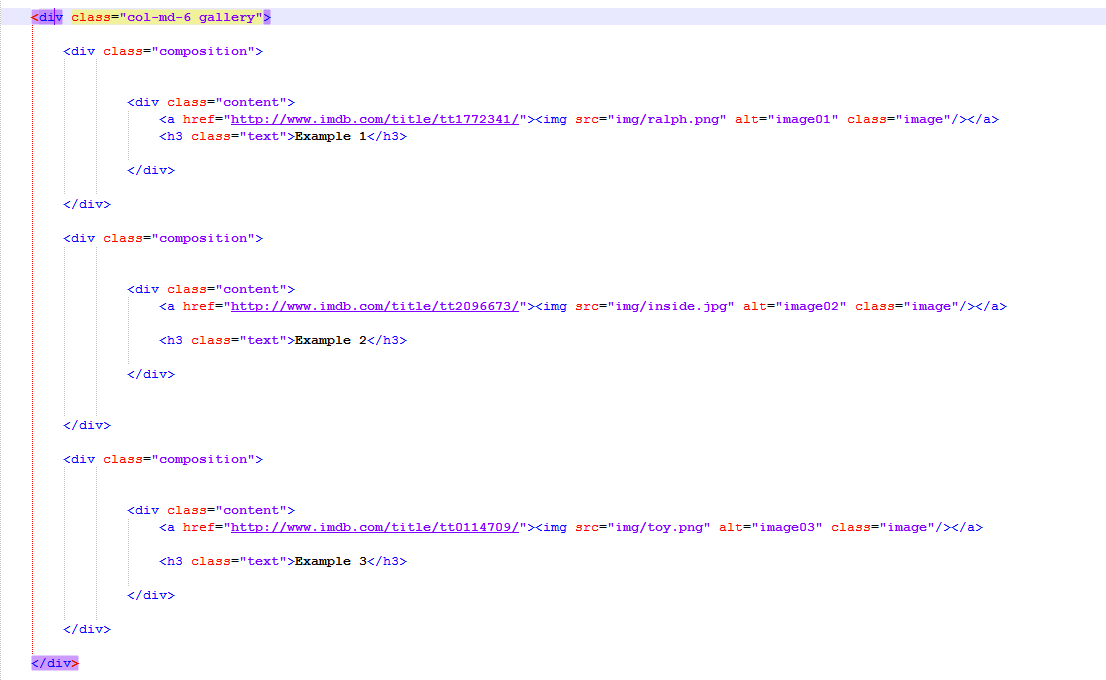 <div class="col-md-6 gallery">
<div class="composition">
<div class="content">
<a href="http://www.imdb.com/title/tt1772341/"><img src="img/ralph.png" alt="image01" class="image"/></a>
<h3 class="text">Example 1</h3>
</div>
</div>
<div class="composition">
<div class="content">
<a href="http://www.imdb.com/title/tt2096673/"><img src="img/inside.jpg" alt="image02" class="image"/></a>
<h3 class="text">Example 2</h3>
</div>
</div>
<div class="composition">
<div class="content">
<a href="http://www.imdb.com/title/tt0114709/"><img src="img/toy.png" alt="image03" class="image"/></a>
<h3 class="text">Example 3</h3>
</div>
</div>
</div>